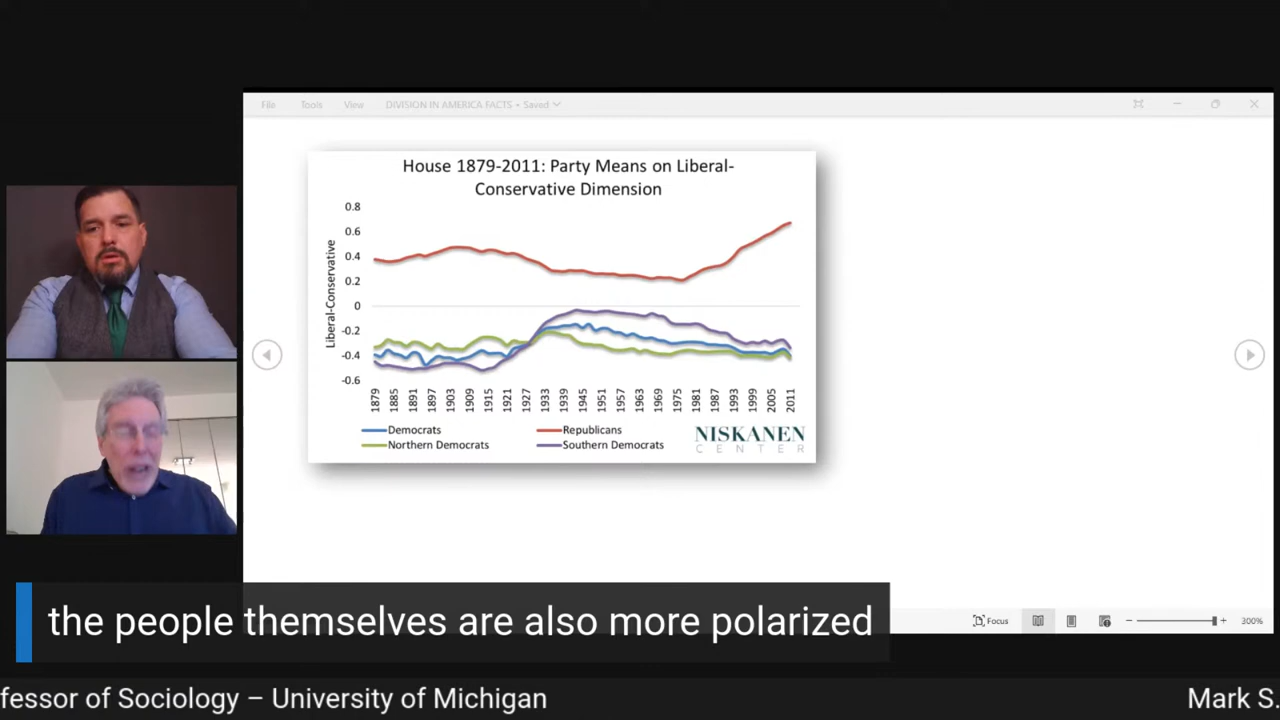 File Tools View DIVISION IN AMERICA FACTS • Saved
House 1879-2011: Party Means on Liberal-
Conservative Dimension
Liberal-Conservative
0.8
0.6
0.4
0.2
0
-0.2
-0.4
-0.6
1879 1885 1891 1897 1903 1909 1915 1921 1927 1933 1939 1945 1951 1957 1963 1969 1975 1981 1987 1993 1999 2005 2011
Democrats Republicans
Northern Democrats Southern Democrats
NISKANEN
CENTER
the people themselves are also more polarized
Focus 300%
fessor of Sociology – University of Michigan Mark S.